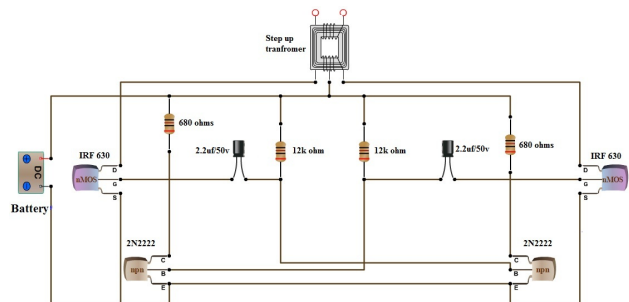 Step up
tranfromer
680 ohms
IRF 630
D
nMOS
G
S
2.2uf/50v
12k ohm
12k ohm
2.2uf/50v
680 ohms
IRF 630
D
G
nMOS
S
DC
Battery
2N2222
C
npn
B
E
2N2222
C
B
npn
E